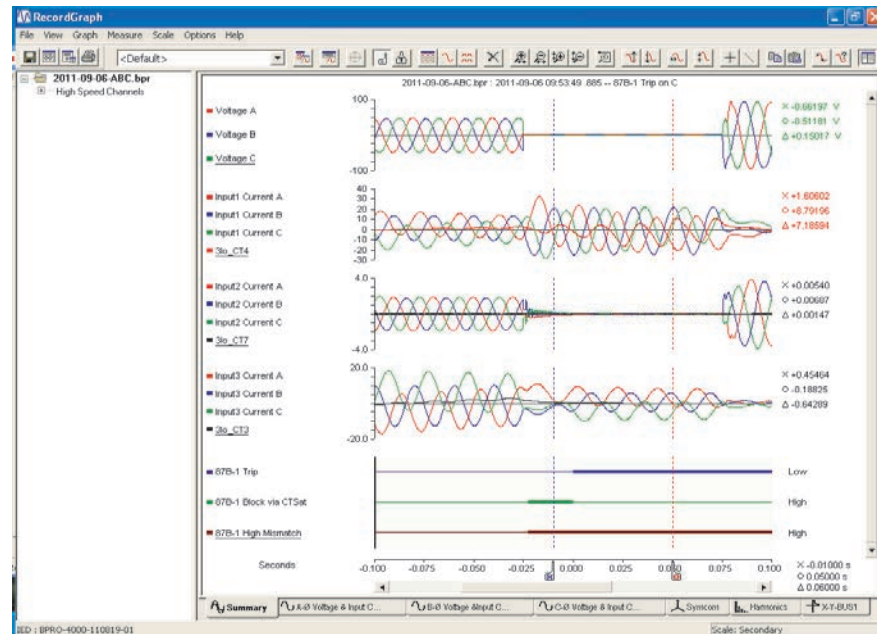 RecordGraph
File View Graph Measure Scale Options Help
<Default>
2011-09-06-ABC.bpr
High Speed Channels
2011-09-06-ABC.bpr : 2011-09-06 09:53:49 885 -- 87B-1 Trip on C
Voltage A
Voltage B
Voltage C
100
-100
X -0.66197 V
O -0.51181 V
Δ +0.15017 V
Input1 Current A
Input1 Current B
Input1 Current C
3Io_CT4
40
30
20
10
0
-10
-20
-30
X +1.60602
O +8.79196
Δ +7.18594
Input2 Current A
Input2 Current B
Input2 Current C
3Io_CT7
4.0
-4.0
X +0.00540
O +0.00687
Δ +0.00147
Input3 Current A
Input3 Current B
Input3 Current C
3Io_CT3
20.0
-20.0
X +0.45464
O -0.18825
Δ -0.64289
87B-1 Trip Low
87B-1 Block via CTSat High
87B-1 High Mismatch High
Seconds -0.100 -0.075 -0.050 -0.025 0.000 0.025 0.050 0.075 0.100
X -0.01000 s
O 0.05000 s
Δ 0.06000 s
Summary A-Ø Voltage & Input C... B-Ø Voltage &Input C... C-Ø Voltage & Input C... Symcom Harmonics X-Y-BUS1
IED : BPRO-4000-110819-01 Scale: Secondary